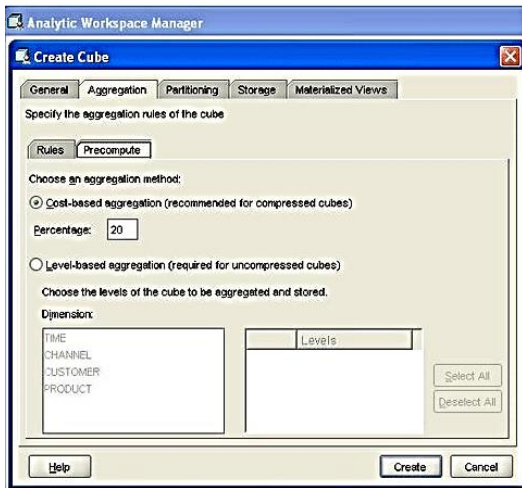 Analytic Workspace Manager
Create Cube
General Aggregation Partitioning Storage Materialized Views
Specify the aggregation rules of the cube
Rules Precompute
Choose an aggregation method:
Cost-based aggregation (recommended for compressed cubes)
Percentage: 20
Level-based aggregation (required for uncompressed cubes)
Choose the levels of the cube to be aggregated and stored.
Dimension:
TIME
CHANNEL
CUSTOMER
PRODUCT
Levels
Select All
Deselect All
Help Create Cancel